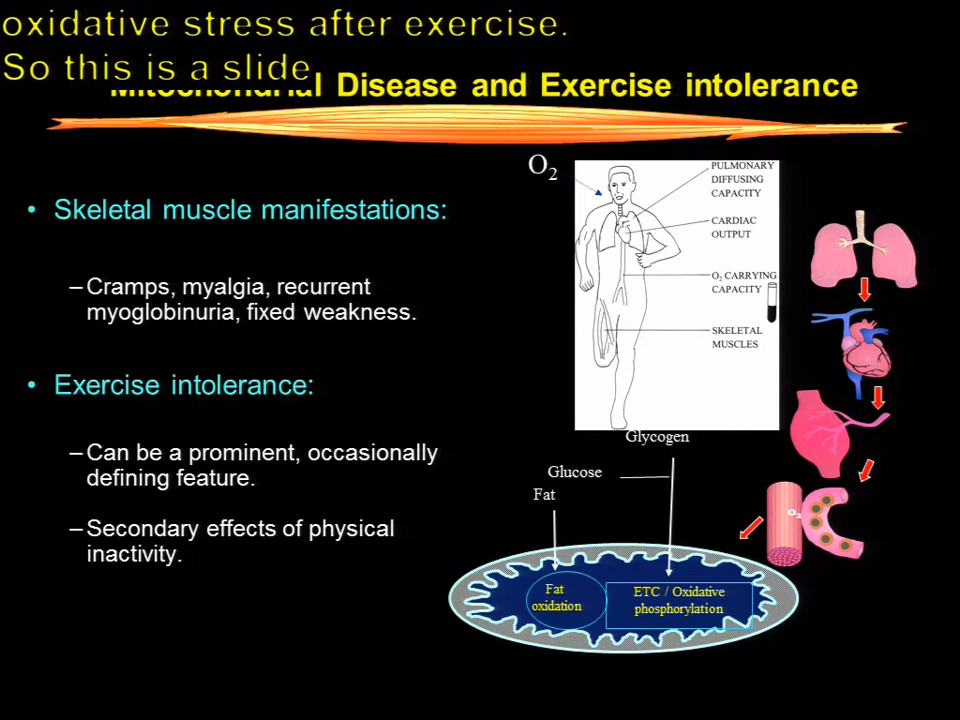 oxidative stress after exercise.
So this is a slide
Mitochondrial Disease and Exercise intolerance
• Skeletal muscle manifestations:
– Cramps, myalgia, recurrent
myoglobinuria, fixed weakness.
• Exercise intolerance:
– Can be a prominent, occasionally
defining feature.
– Secondary effects of physical
inactivity.
O2
PULMONARY
DIFFUSING
CAPACITY
CARDIAC
OUTPUT
O2 CARRYING
CAPACITY
SKELETAL
MUSCLES
Glycogen
Glucose
Fat
Fat
oxidation
ETC / Oxidative
phosphorylation
O2